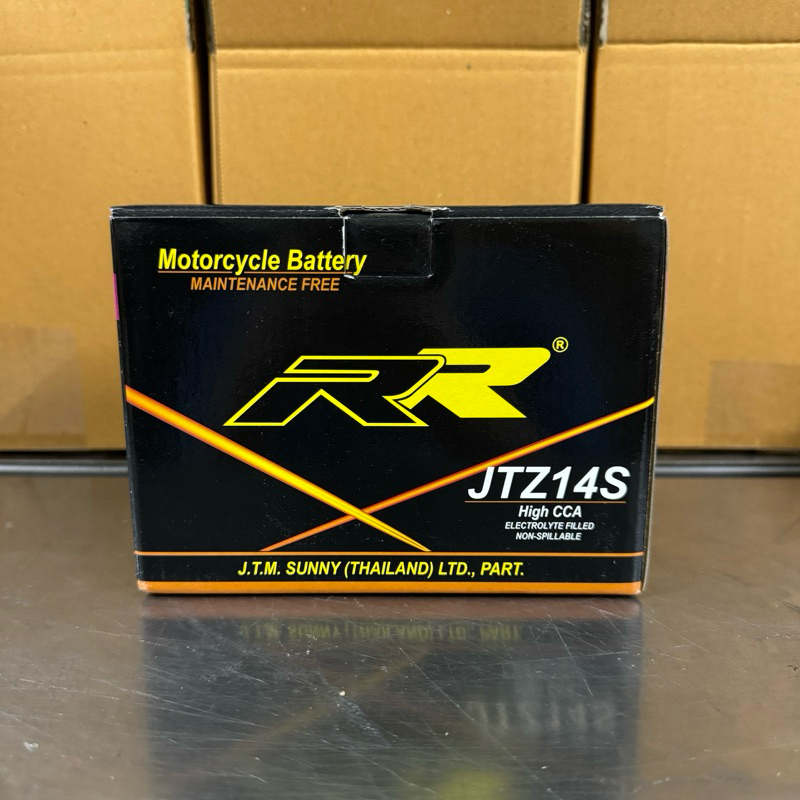 Motorcycle Battery
MAINTENANCE FREE
RR®
JTZ14S
High CCA
ELECTROLYTE FILLED
NON-SPILLABLE
J.T.M. SUNNY (THAILAND) LTD., PART.